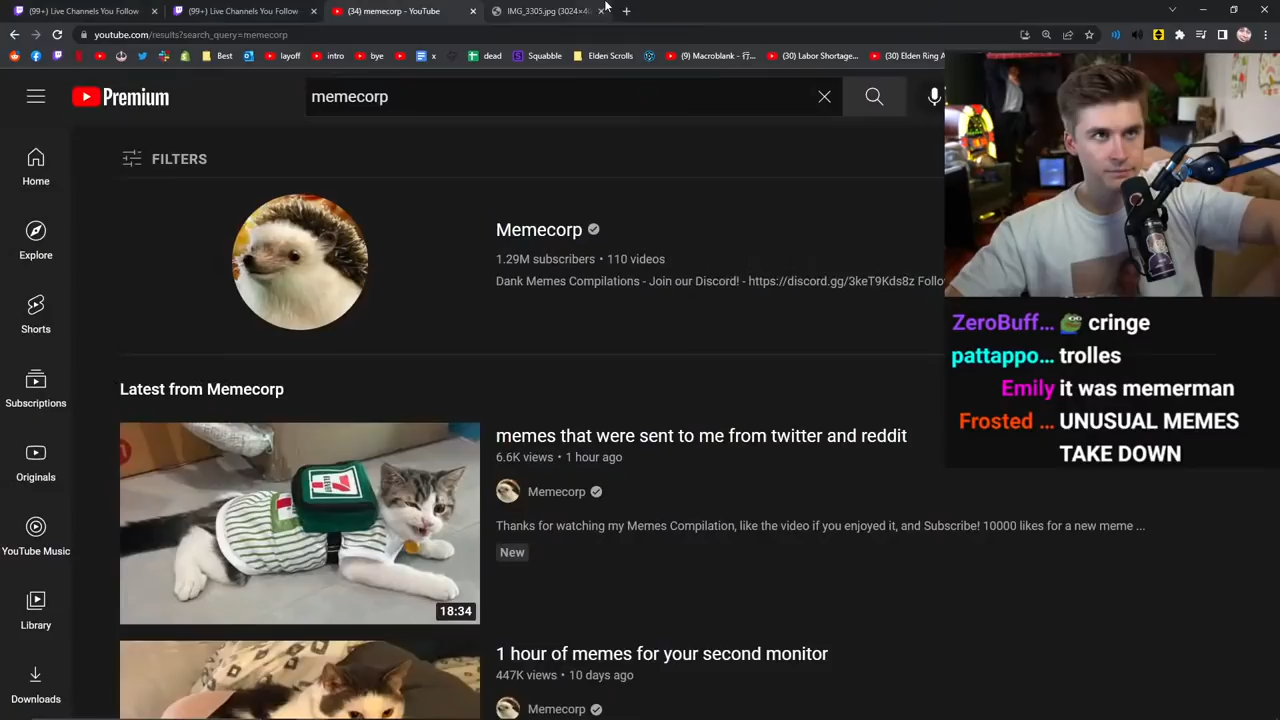 (99+) Live Channels You Follow
(99+) Live Channels You Follow
(34) memecorp - YouTube
IMG_3305.jpg (3024×40
youtube.com/results?search_query=memecorp
Best
layoff
intro
bye
x
dead
Squabble
Elden Scrolls
(9) Macroblank - ⼾...
(30) Labor Shortage...
(30) Elden Ring A
Premium
memecorp
FILTERS
Home
Explore
Shorts
Subscriptions
Originals
YouTube Music
Library
Downloads
Memecorp
1.29M subscribers • 110 videos
Dank Memes Compilations - Join our Discord! - https://discord.gg/3keT9Kds8z Follo
Latest from Memecorp
memes that were sent to me from twitter and reddit
6.6K views • 1 hour ago
Memecorp
Thanks for watching my Memes Compilation, like the video if you enjoyed it, and Subscribe! 10000 likes for a new meme ...
New
18:34
1 hour of memes for your second monitor
447K views • 10 days ago
Memecorp
ZeroBuff... cringe
pattappo... trolles
Emily it was memerman
Frosted ... UNUSUAL MEMES
TAKE DOWN